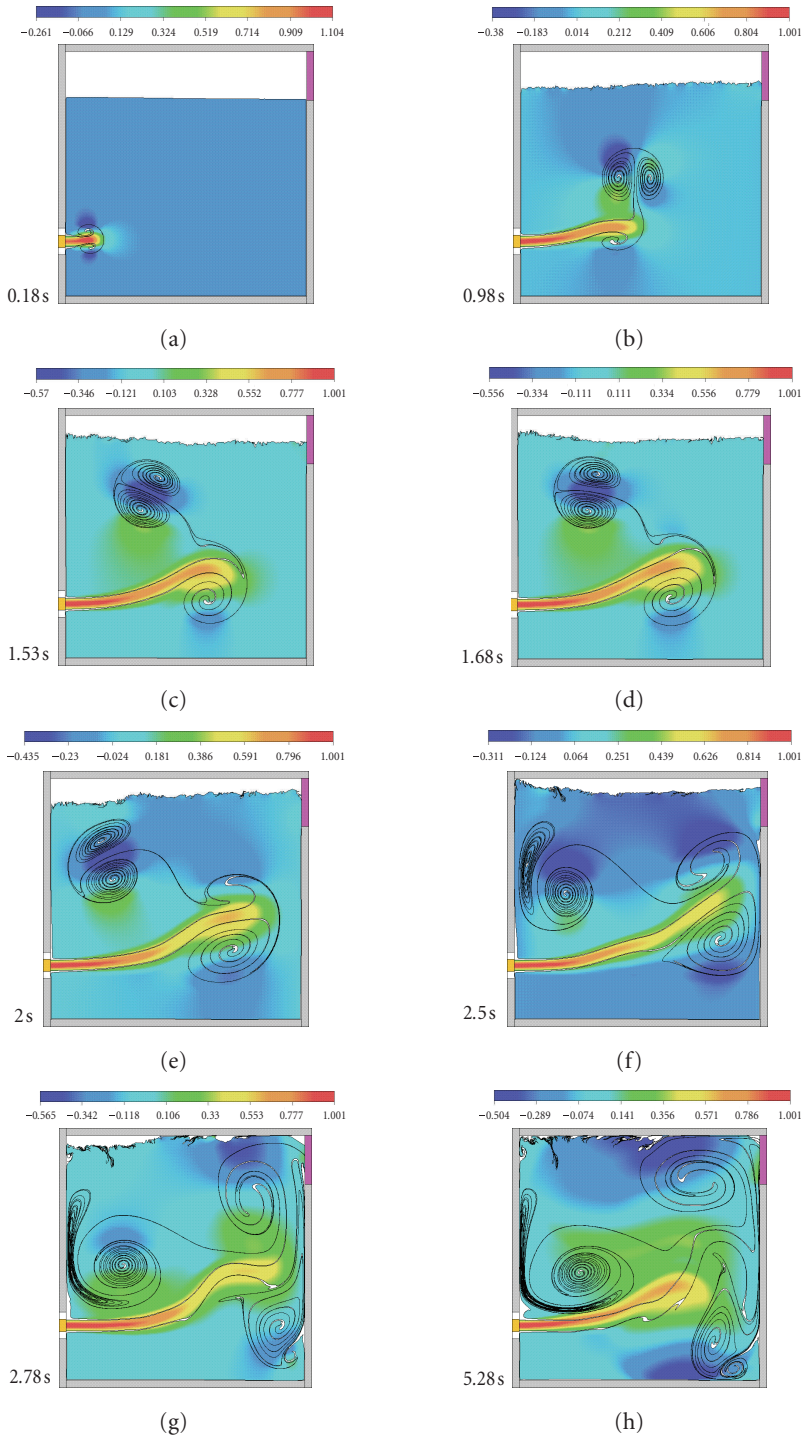 −0.261 −0.066 0.129 0.324 0.519 0.714 0.909 1.104
0.18 s
(a)
−0.38 −0.183 0.014 0.212 0.409 0.606 0.804 1.001
0.98 s
(b)
−0.57 −0.346 −0.121 0.103 0.328 0.552 0.777 1.001
1.53 s
(c)
−0.556 −0.334 −0.111 0.111 0.334 0.556 0.779 1.001
1.68 s
(d)
−0.435 −0.23 −0.024 0.181 0.386 0.591 0.796 1.001
2 s
(e)
−0.311 −0.124 0.064 0.251 0.439 0.626 0.814 1.001
2.5 s
(f)
−0.565 −0.342 −0.118 0.106 0.33 0.553 0.777 1.001
2.78 s
(g)
−0.504 −0.289 −0.074 0.141 0.356 0.571 0.786 1.001
5.28 s
(h)